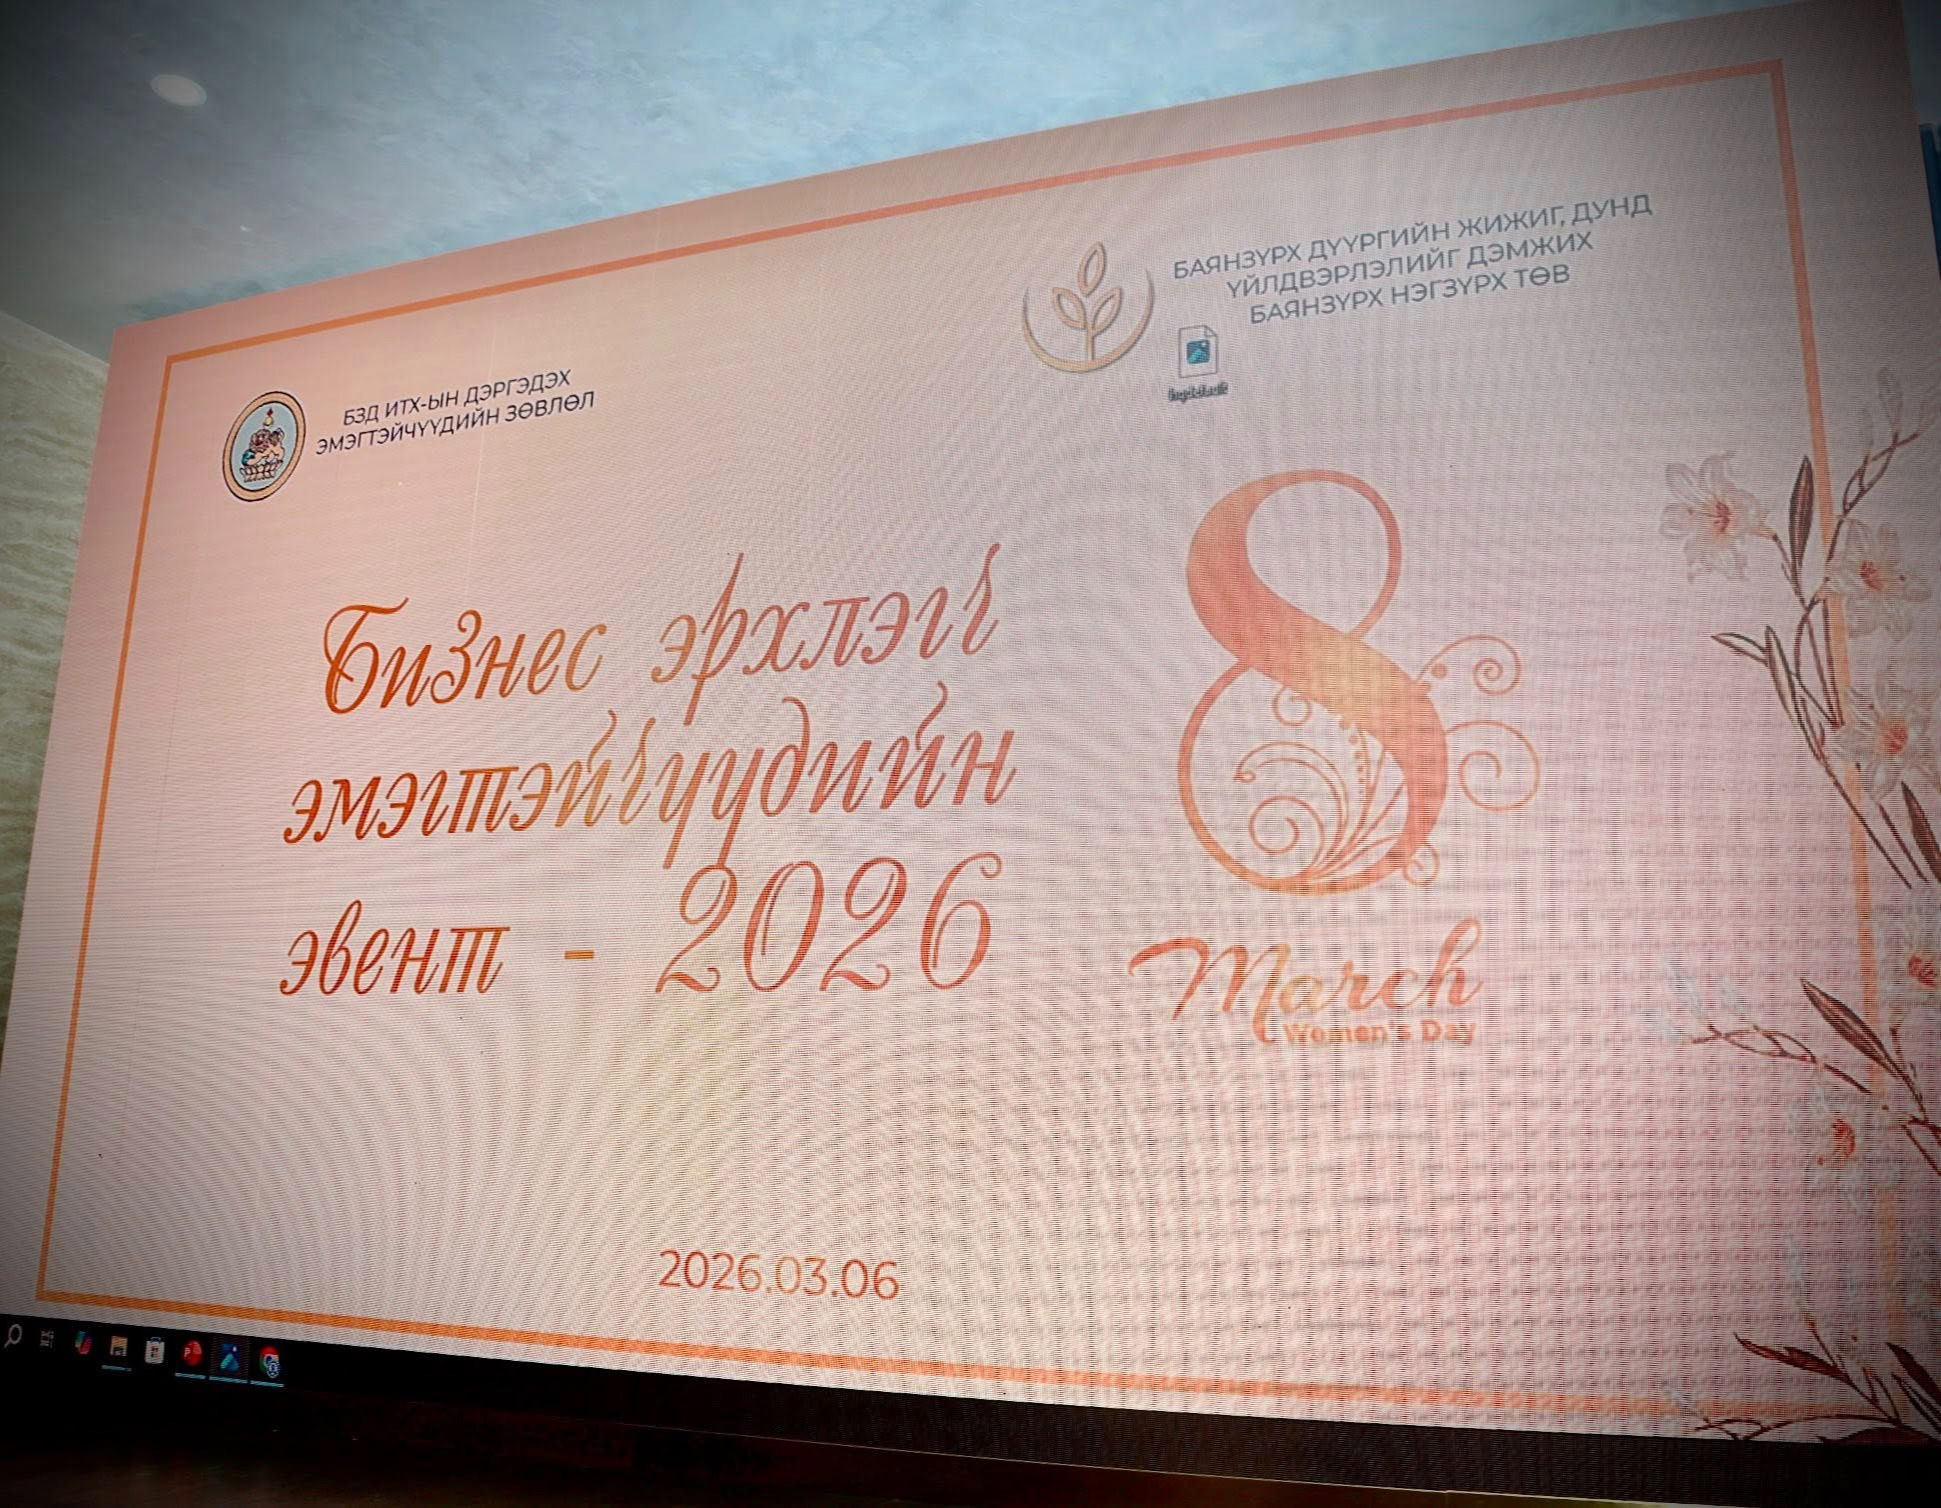 БАЯНЗҮРХ ДҮҮРГИЙН ЖИЖИГ, ДУНД
ҮЙЛДВЭРЛЭЛИЙГ ДЭМЖИХ
БАЯНЗҮРХ НЭГЗҮРХ ТӨВ
БЗД ИТХ-ЫН ДЭРГЭДЭХ
ЭМЭГТЭЙЧҮҮДИЙН ЗӨВЛӨЛ
Бизнес эрхлэгч
эмэгтэйчүүдийн
эвент - 2026
8
March
Women's Day
2026.03.06